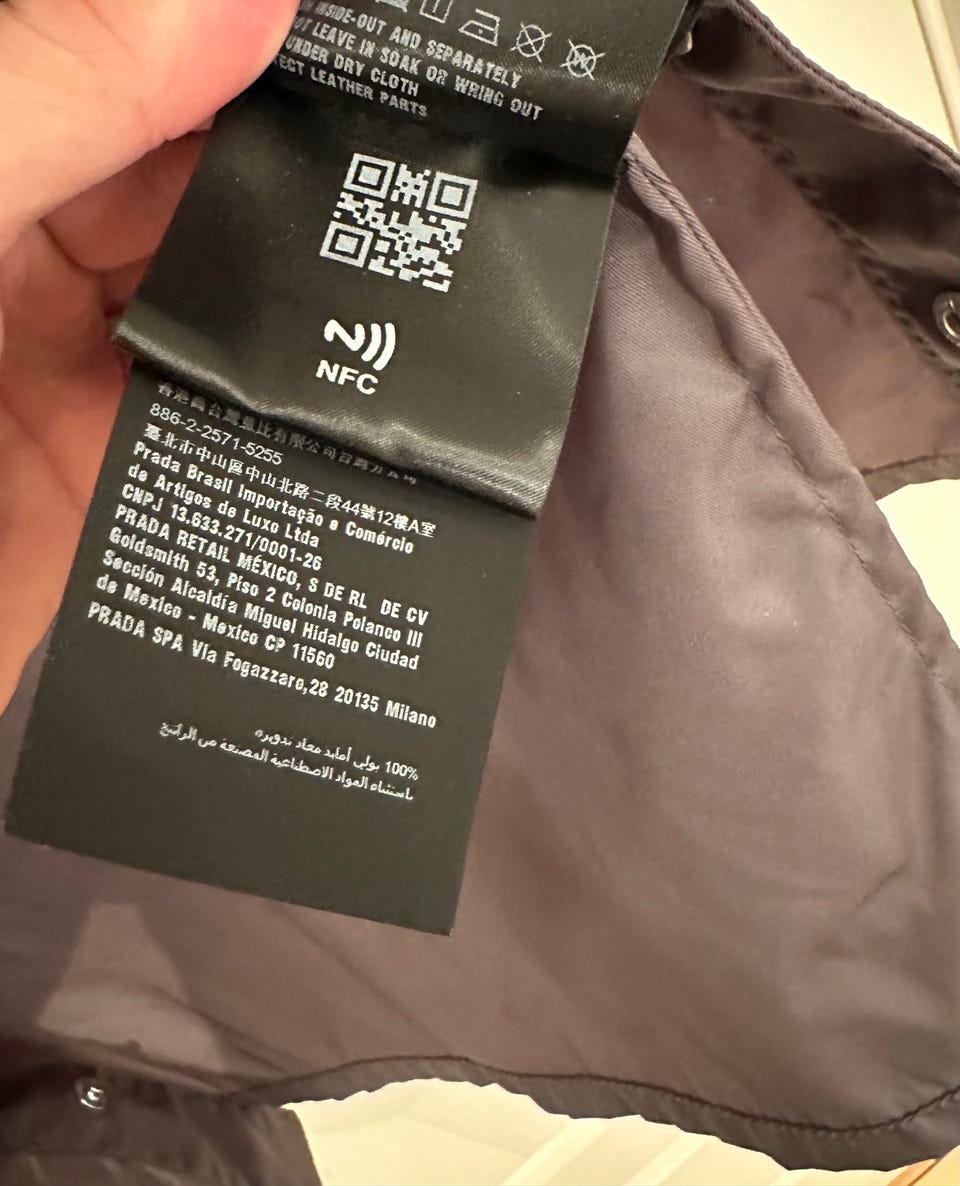 INSIDE-OUT AND SEPARATELY
LEAVE IN SOAK OR WRING OUT
UNDER DRY CLOTH
LEATHER PARTS
NFC
886-2-2571-5255
臺北市中山區中山北路二段44號12樓A室
Prada Brasil Importação e Comércio
de Artigos de Luxo Ltda
CNPJ 13.633.271/0001-26
PRADA RETAIL MÉXICO, S DE RL DE CV
Goldsmith 53, Piso 2 Colonia Polanco III
Sección Alcaldía Miguel Hidalgo Ciudad
de Mexico - Mexico CP 11560
PRADA SPA Via Fogazzaro,28 20135 Milano
100% بولي أمايد معاد تدويره
باستثناء المواد الاصطناعية المصنعة من الراتنج